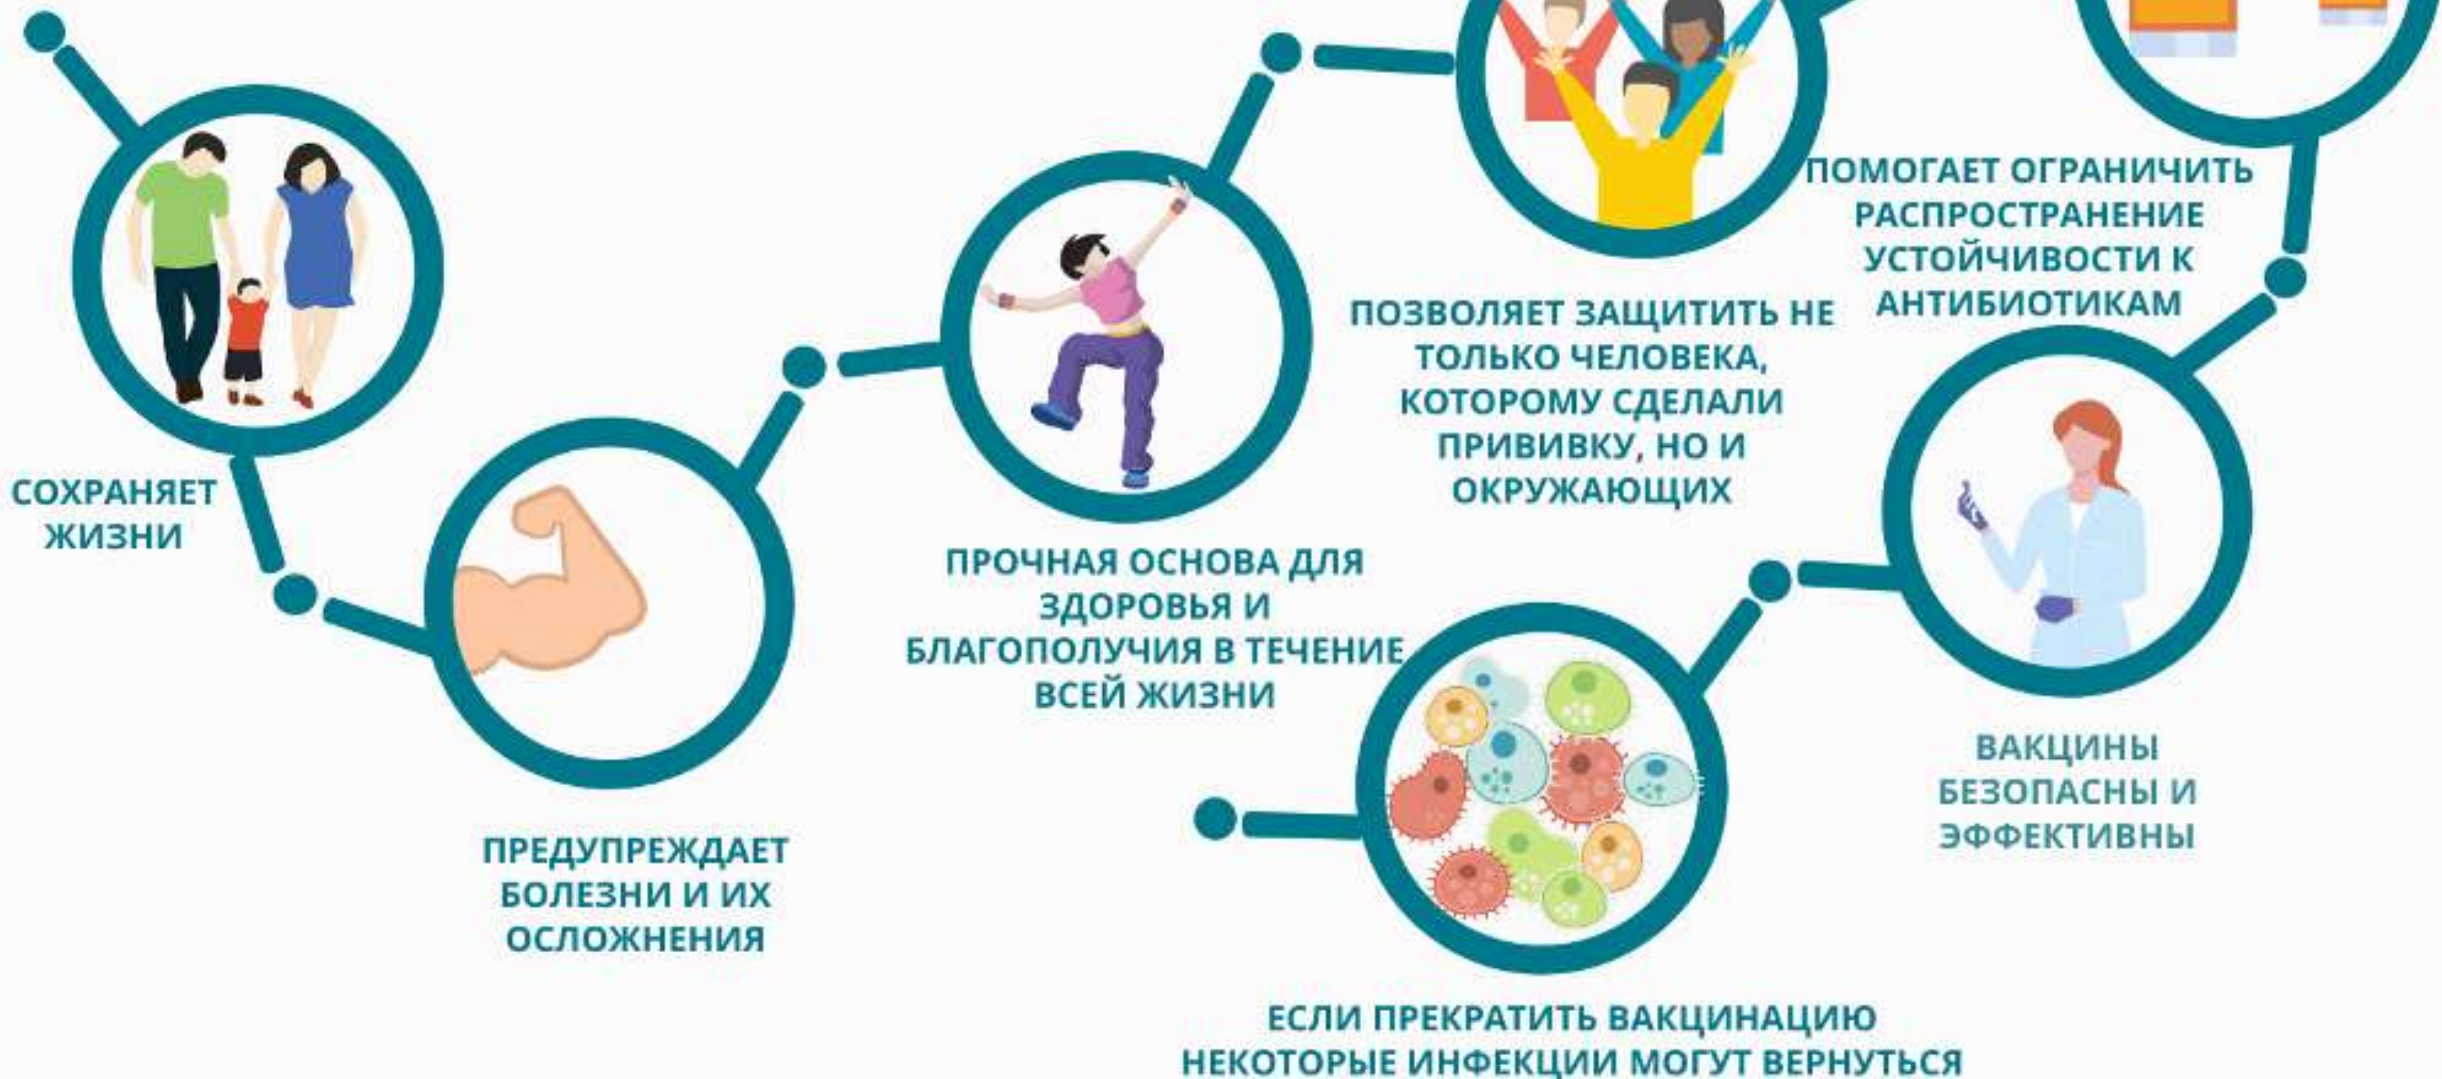 СОХРАНЯЕТ
ЖИЗНИ
ПРЕДУПРЕЖДАЕТ
БОЛЕЗНИ И ИХ
ОСЛОЖНЕНИЯ
ПРОЧНАЯ ОСНОВА ДЛЯ
ЗДОРОВЬЯ И
БЛАГОПОЛУЧИЯ В ТЕЧЕНИЕ
ВСЕЙ ЖИЗНИ
ПОЗВОЛЯЕТ ЗАЩИТИТЬ НЕ
ТОЛЬКО ЧЕЛОВЕКА,
КОТОРОМУ СДЕЛАЛИ
ПРИВИВКУ, НО И
ОКРУЖАЮЩИХ
ПОМОГАЕТ ОГРАНИЧИТЬ
РАСПРОСТРАНЕНИЕ
УСТОЙЧИВОСТИ К
АНТИБИОТИКАМ
ВАКЦИНЫ
БЕЗОПАСНЫ И
ЭФФЕКТИВНЫ
ЕСЛИ ПРЕКРАТИТЬ ВАКЦИНАЦИЮ
НЕКОТОРЫЕ ИНФЕКЦИИ МОГУТ ВЕРНУТЬСЯ